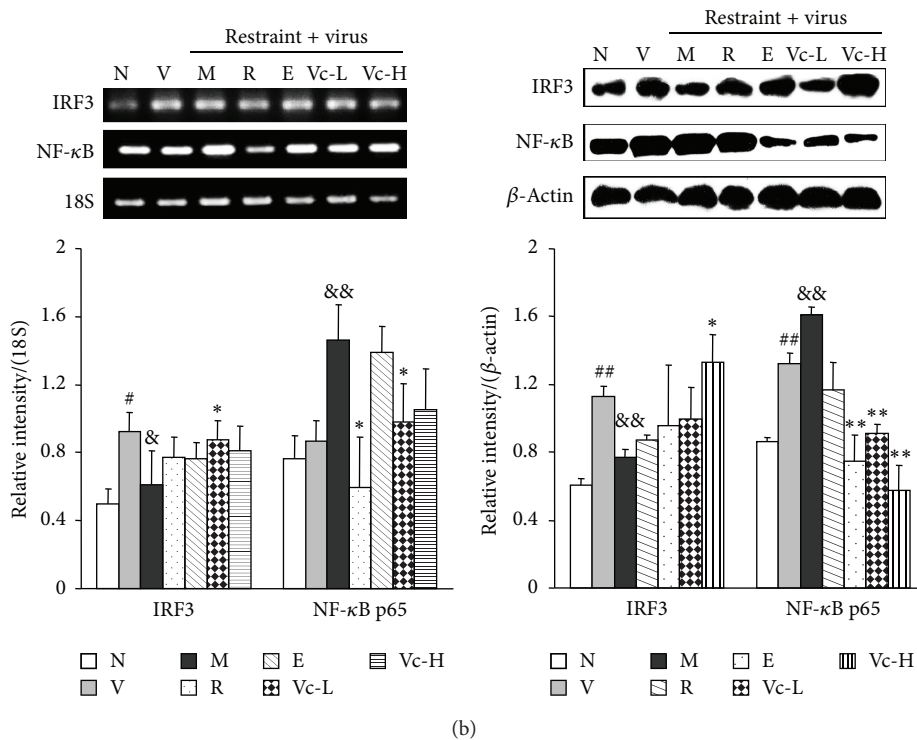 Restraint + virus
N V M R E Vc-L Vc-H
IRF3
NF-κB
18S
2
1.6
1.2
0.8
0.4
0
Relative intensity/(18S)
# & * && * *
IRF3 NF-κB p65
N M E Vc-H
V R Vc-L
Restraint + virus
N V M R E Vc-L Vc-H
IRF3
NF-κB
β-Actin
2
1.6
1.2
0.8
0.4
0
Relative intensity/(β-actin)
## && * ## && ** ** **
IRF3 NF-κB p65
N M E Vc-H
V R Vc-L
(b)